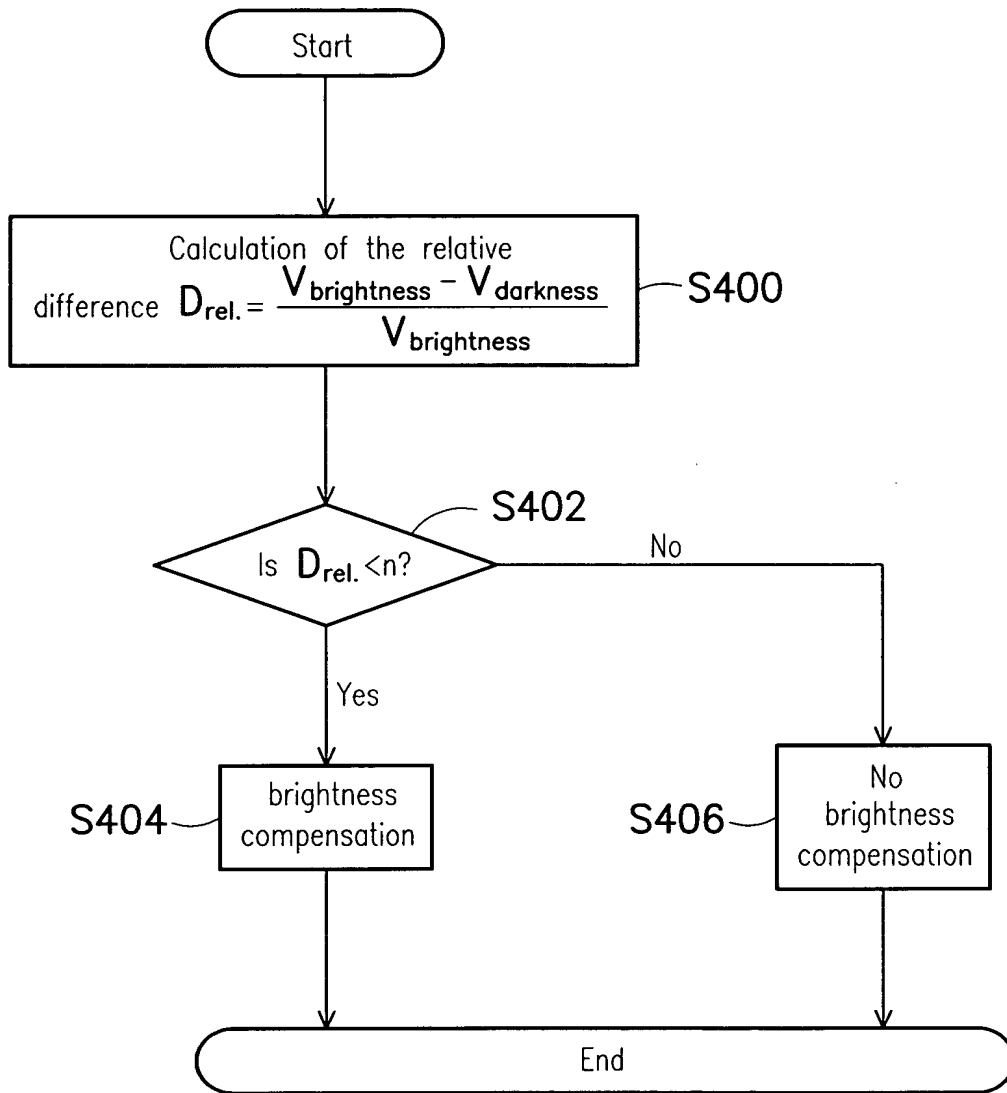 Start
Calculation of the relative
difference D_rel. = (V_brightness − V_darkness) / V_brightness
S400
S402
Is D_rel. <n?
No
Yes
S404
brightness
compensation
S406
No
brightness
compensation
End